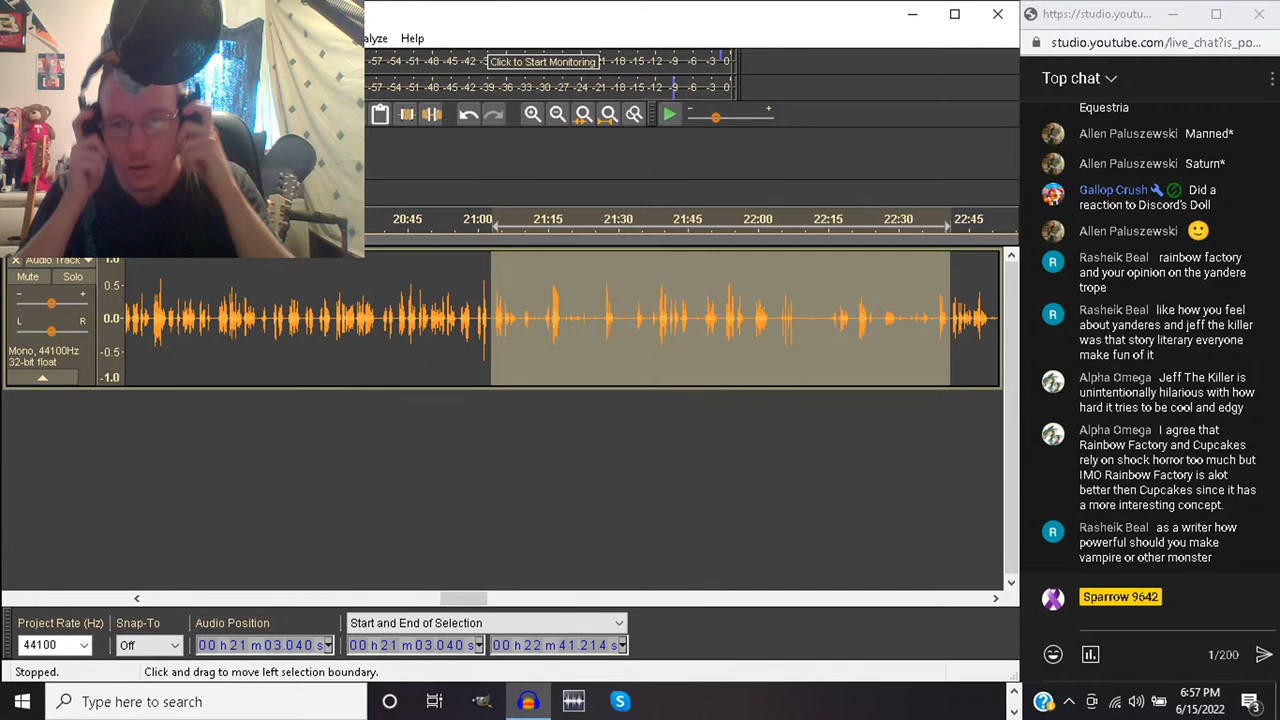 https://studio.youtu...
studio.youtube.com/live_chat?is_po...
alyze Help
-57 -54 -51 -48 -45 -42 Click to Start Monitoring 1 -18 -15 -12 -9 -6 -3 0
-57 -54 -51 -48 -45 -42 -39 -36 -33 -30 -27 -24 -21 -18 -15 -12 -9 -6 -3 0
- +
20:45 21:00 21:15 21:30 21:45 22:00 22:15 22:30 22:45
Audio Track
Mute Solo
- +
L R
Mono, 44100Hz
32-bit float
1.0
0.5
0.0
-0.5
-1.0
Project Rate (Hz) Snap-To Audio Position Start and End of Selection
44100 Off 00 h 21 m 03.040 s 00 h 21 m 03.040 s 00 h 22 m 41.214 s
Stopped. Click and drag to move left selection boundary.
Type here to search
6:57 PM
6/15/2022
3
Top chat
Equestria
Allen Paluszewski Manned*
Allen Paluszewski Saturn*
Gallop Crush Did a
reaction to Discord's Doll
Allen Paluszewski
R Rasheik Beal rainbow factory
and your opinion on the yandere
trope
R Rasheik Beal like how you feel
about yanderes and jeff the killer
was that story literary everyone
make fun of it
Alpha Omega Jeff The Killer is
unintentionally hilarious with how
hard it tries to be cool and edgy
Alpha Omega I agree that
Rainbow Factory and Cupcakes
rely on shock horror too much but
IMO Rainbow Factory is alot
better then Cupcakes since it has
a more interesting concept.
R Rasheik Beal as a writer how
powerful should you make
vampire or other monster
Sparrow 9642
1/200